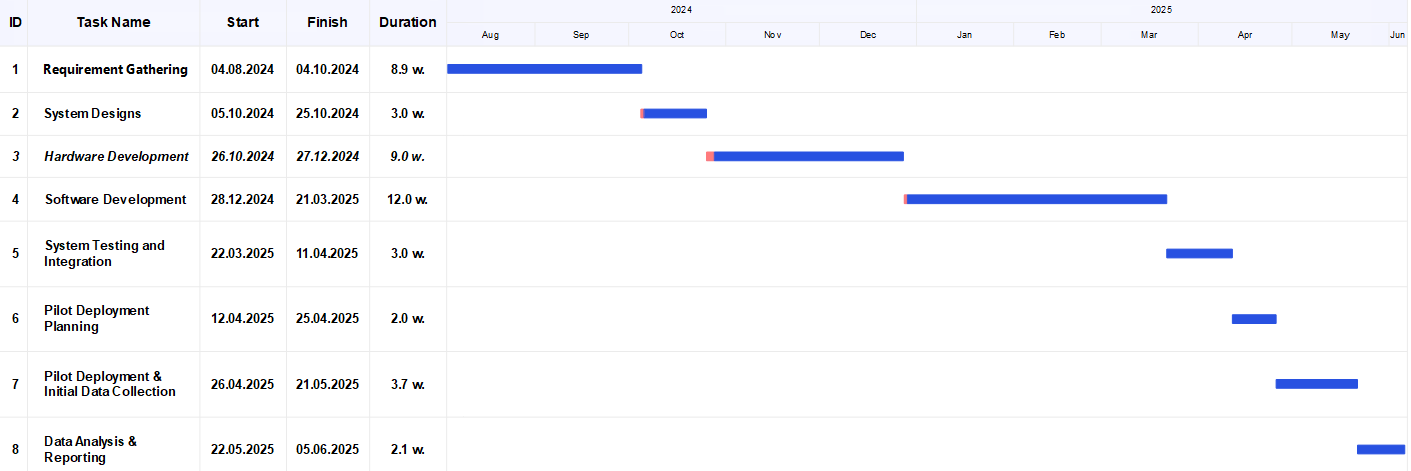 2024 2025
ID Task Name Start Finish Duration
Aug Sep Oct Nov Dec Jan Feb Mar Apr May Jun
1 Requirement Gathering 04.08.2024 04.10.2024 8.9 w.
2 System Designs 05.10.2024 25.10.2024 3.0 w.
3 Hardware Development 26.10.2024 27.12.2024 9.0 w.
4 Software Development 28.12.2024 21.03.2025 12.0 w.
System Testing and
5 22.03.2025 11.04.2025 3.0 w.
Integration
Pilot Deployment
6 12.04.2025 25.04.2025 2.0 w.
Planning
Pilot Deployment &
7 26.04.2025 21.05.2025 3.7 w.
Initial Data Collection
Data Analysis &
8 22.05.2025 05.06.2025 2.1 w.
Reporting